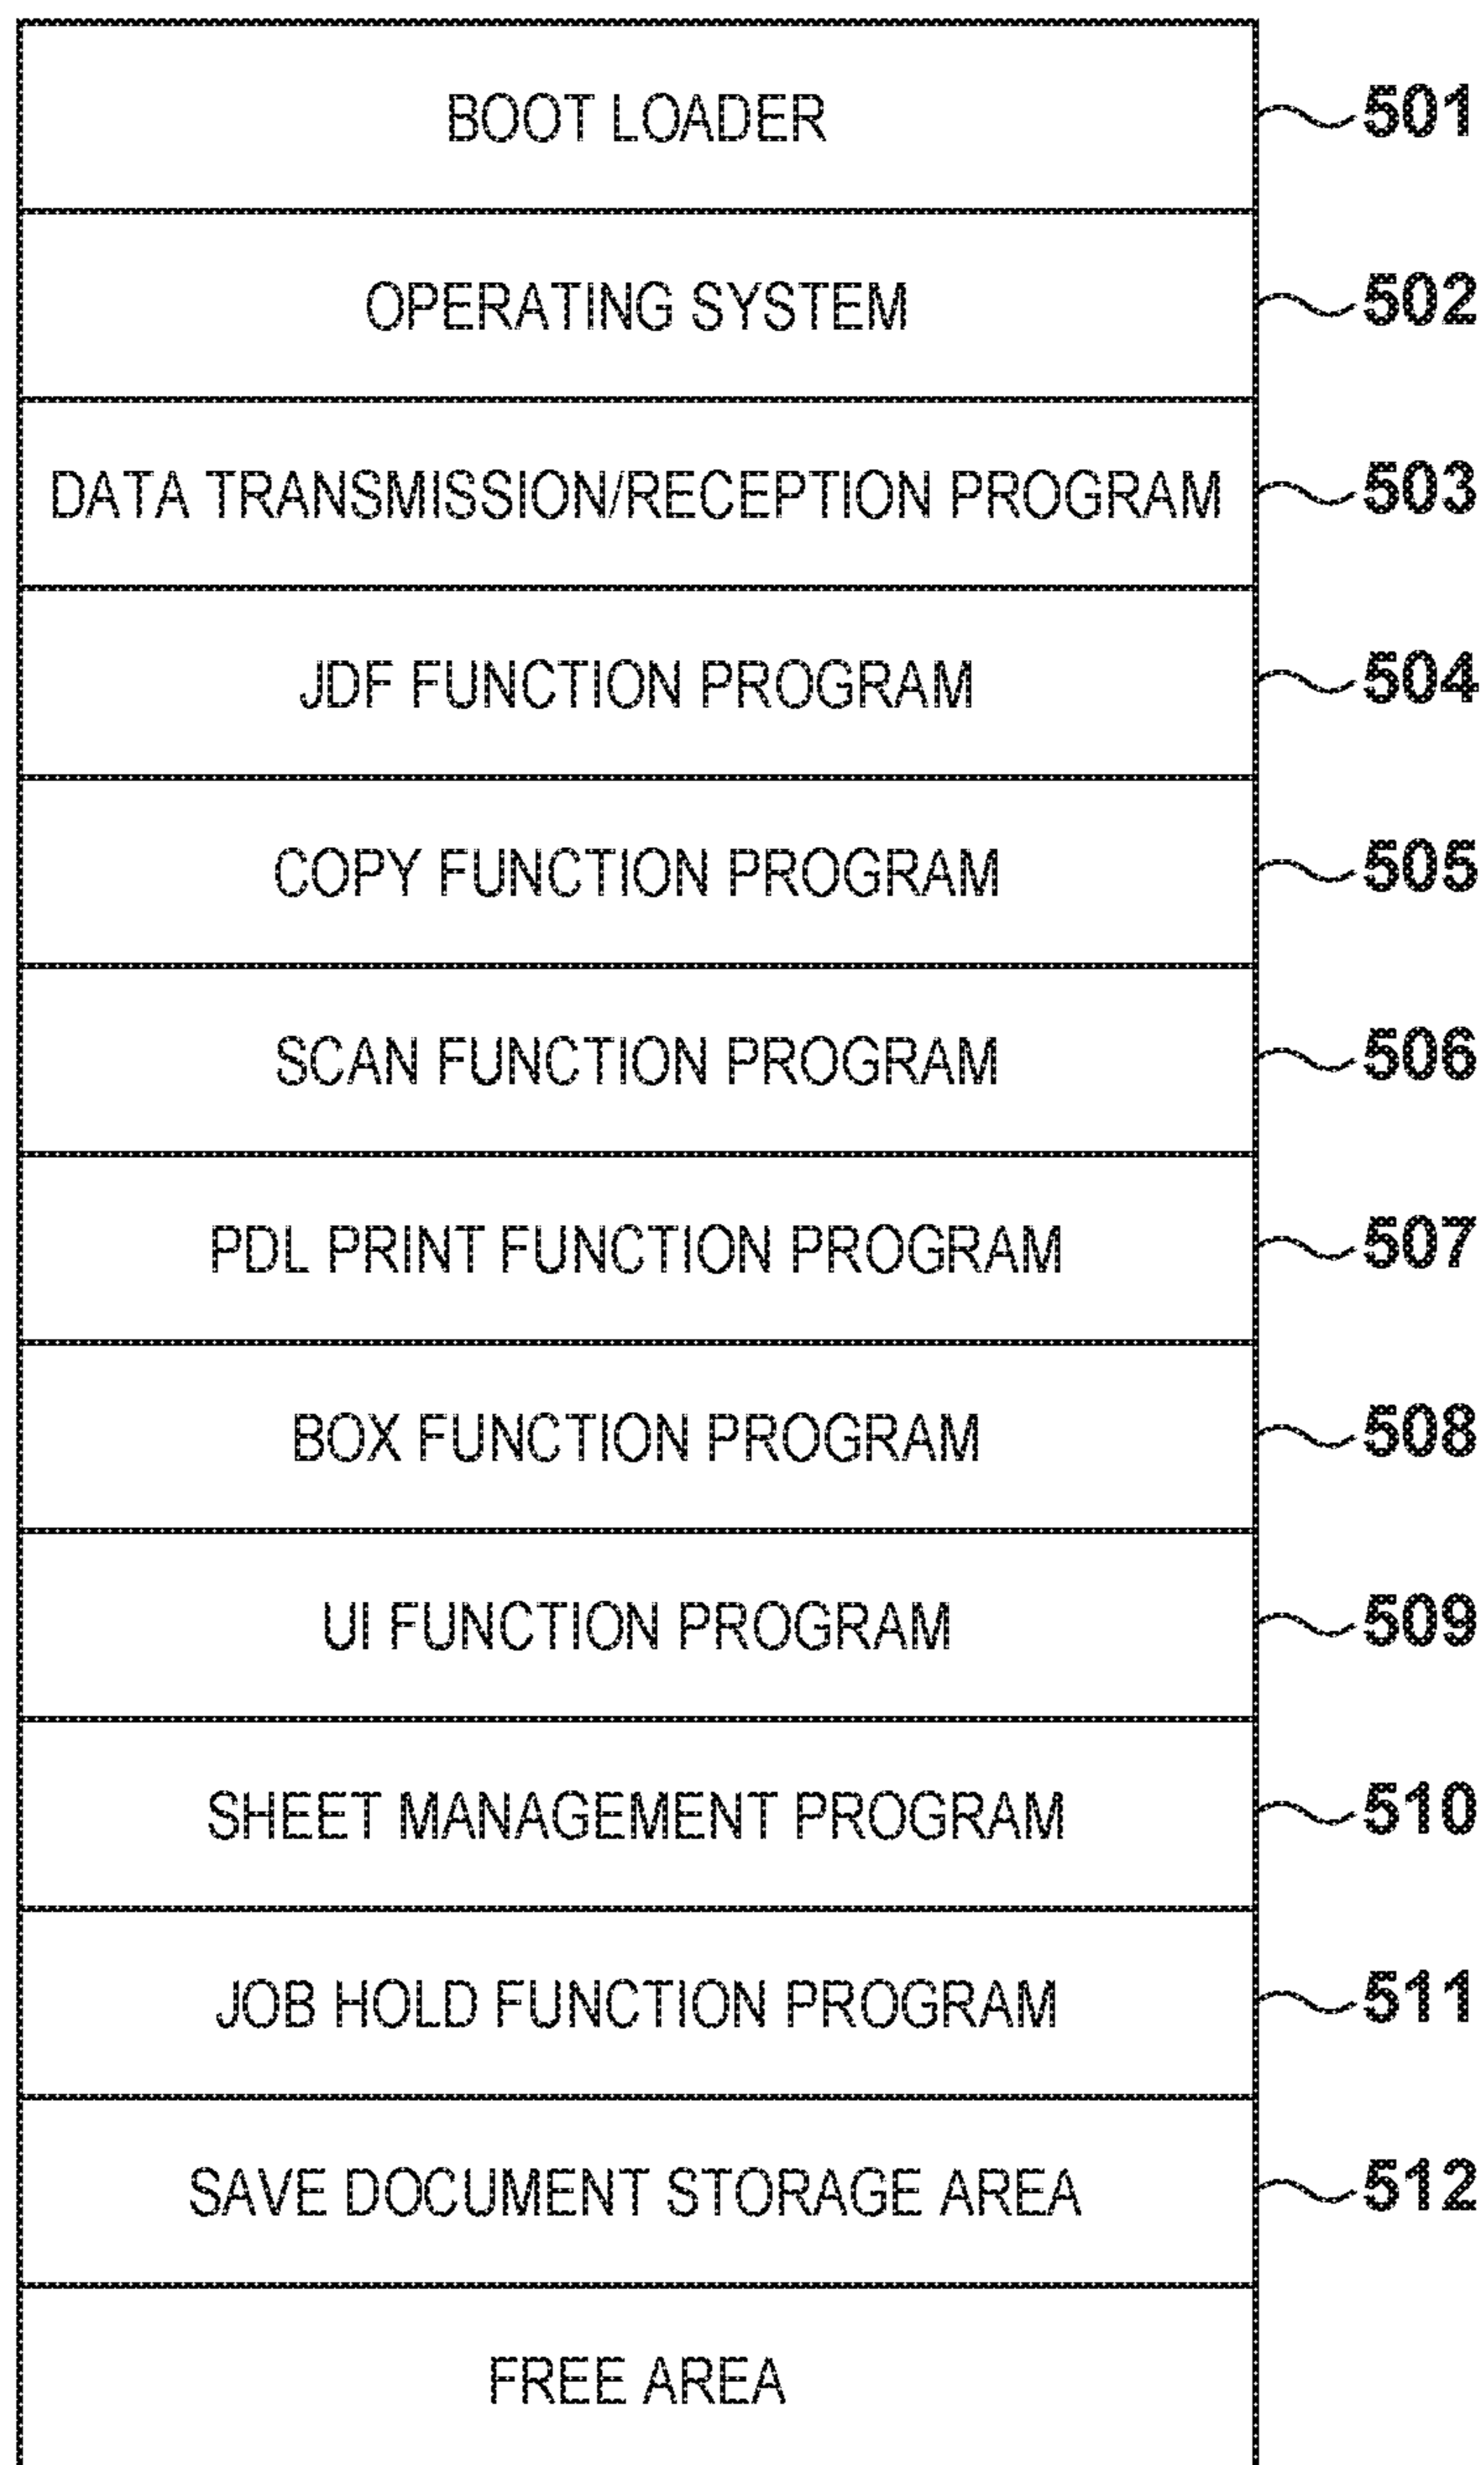 BOOT LOADER 501
OPERATING SYSTEM 502
DATA TRANSMISSION/RECEPTION PROGRAM 503
JDF FUNCTION PROGRAM 504
COPY FUNCTION PROGRAM 505
SCAN FUNCTION PROGRAM 506
PDL PRINT FUNCTION PROGRAM 507
BOX FUNCTION PROGRAM 508
UI FUNCTION PROGRAM 509
SHEET MANAGEMENT PROGRAM 510
JOB HOLD FUNCTION PROGRAM 511
SAVE DOCUMENT STORAGE AREA 512
FREE AREA